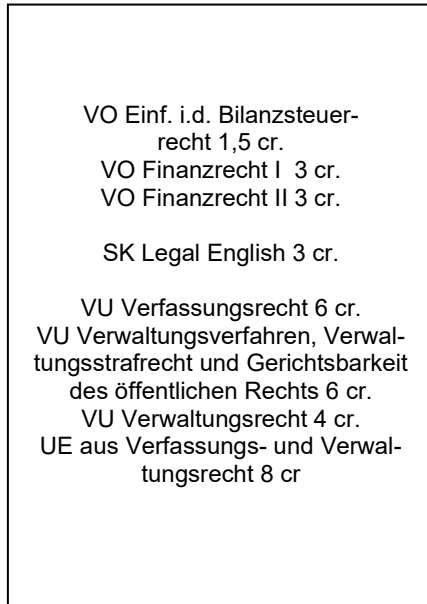 VO Einf. i.d. Bilanzsteuer-
recht 1,5 cr.
VO Finanzrecht I  3 cr.
VO Finanzrecht II 3 cr.
SK Legal English 3 cr.
VU Verfassungsrecht 6 cr.
VU Verwaltungsverfahren, Verwal-
tungsstrafrecht und Gerichtsbarkeit
des öffentlichen Rechts 6 cr.
VU Verwaltungsrecht 4 cr.
UE aus Verfassungs- und Verwal-
tungsrecht 8 cr